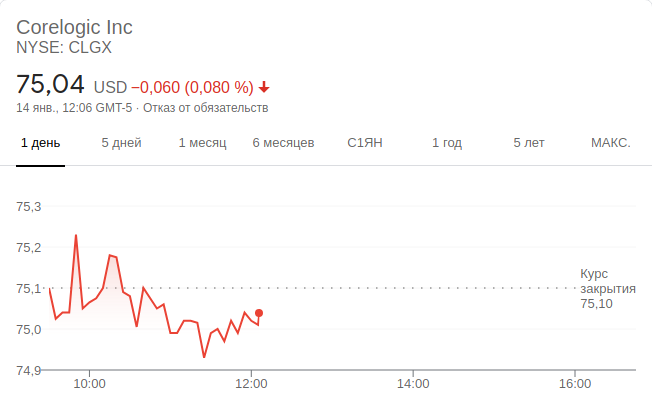 Corelogic Inc
NYSE: CLGX
75,04 USD −0,060 (0,080 %)
14 янв., 12:06 GMT-5 · Отказ от обязательств
1 день 5 дней 1 месяц 6 месяцев С1ЯН 1 год 5 лет МАКС.
75,3
75,2
75,1
75,0
74,9
Курс
закрытия
75,10
10:00 12:00 14:00 16:00